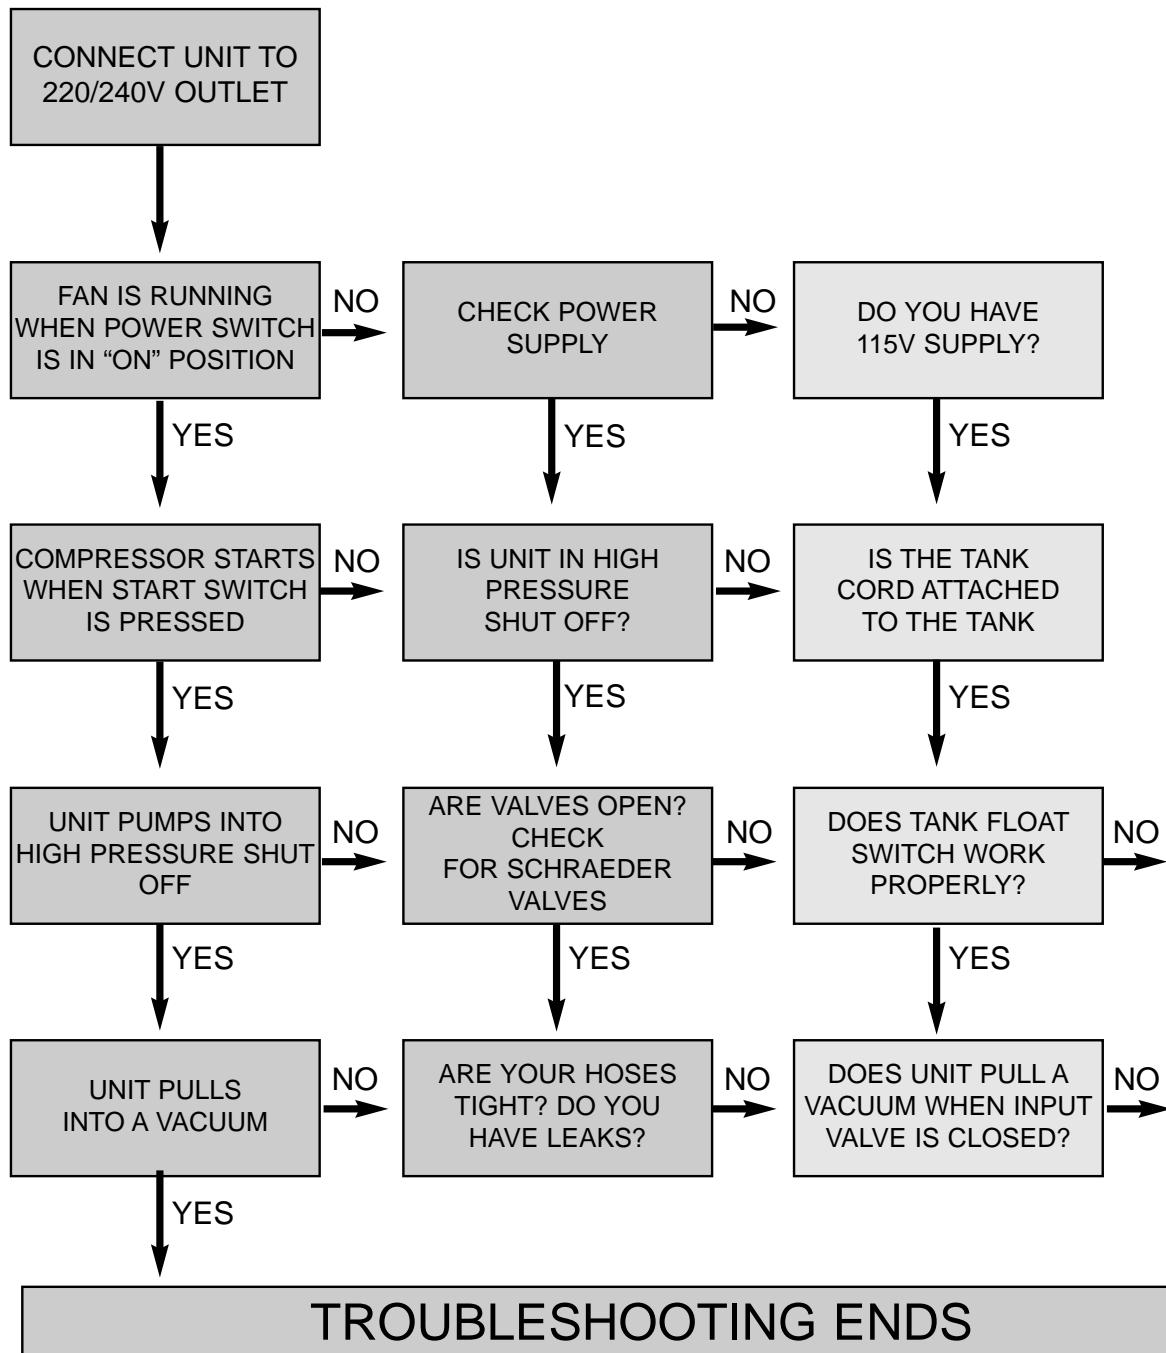 CONNECT UNIT TO
220/240V OUTLET
FAN IS RUNNING
WHEN POWER SWITCH
IS IN “ON” POSITION
NO
CHECK POWER
SUPPLY
NO
DO YOU HAVE
115V SUPPLY?
YES
YES
YES
COMPRESSOR STARTS
WHEN START SWITCH
IS PRESSED
NO
IS UNIT IN HIGH
PRESSURE
SHUT OFF?
NO
IS THE TANK
CORD ATTACHED
TO THE TANK
YES
YES
YES
UNIT PUMPS INTO
HIGH PRESSURE SHUT
OFF
NO
ARE VALVES OPEN?
CHECK
FOR SCHRAEDER
VALVES
NO
DOES TANK FLOAT
SWITCH WORK
PROPERLY?
NO
YES
YES
YES
UNIT PULLS
INTO A VACUUM
NO
ARE YOUR HOSES
TIGHT? DO YOU
HAVE LEAKS?
NO
DOES UNIT PULL A
VACUUM WHEN INPUT
VALVE IS CLOSED?
NO
YES
TROUBLESHOOTING ENDS